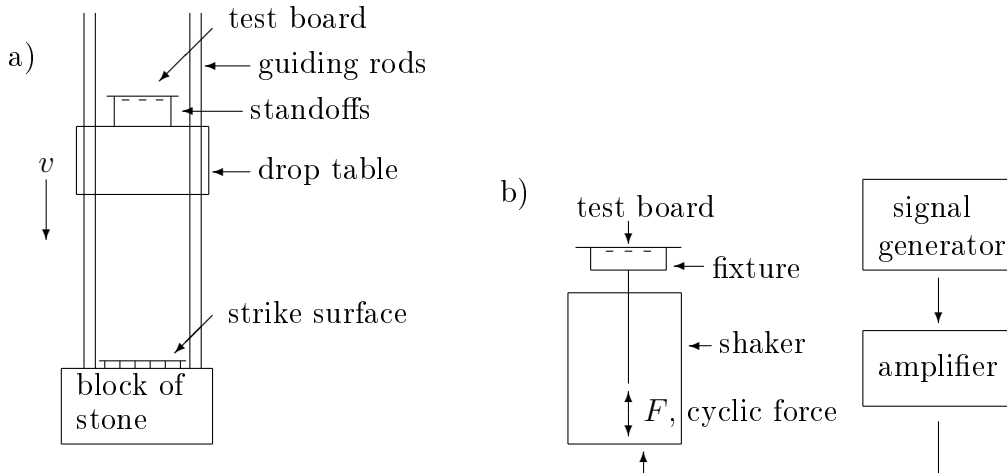 a)
test board
guiding rods
standoffs
drop table
v
strike surface
block of
stone
b)
test board
fixture
shaker
F, cyclic force
signal
generator
amplifier